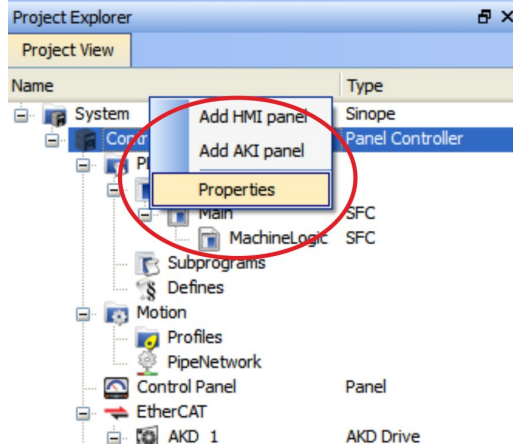 Project Explorer
Project View
Name Type
System Sinope
Add HMI panel
Panel Controller
Add AKI panel
Properties
Main SFC
MachineLogic SFC
Subprograms
Defines
Motion
Profiles
PipeNetwork
Control Panel Panel
EtherCAT
AKD_1 AKD Drive